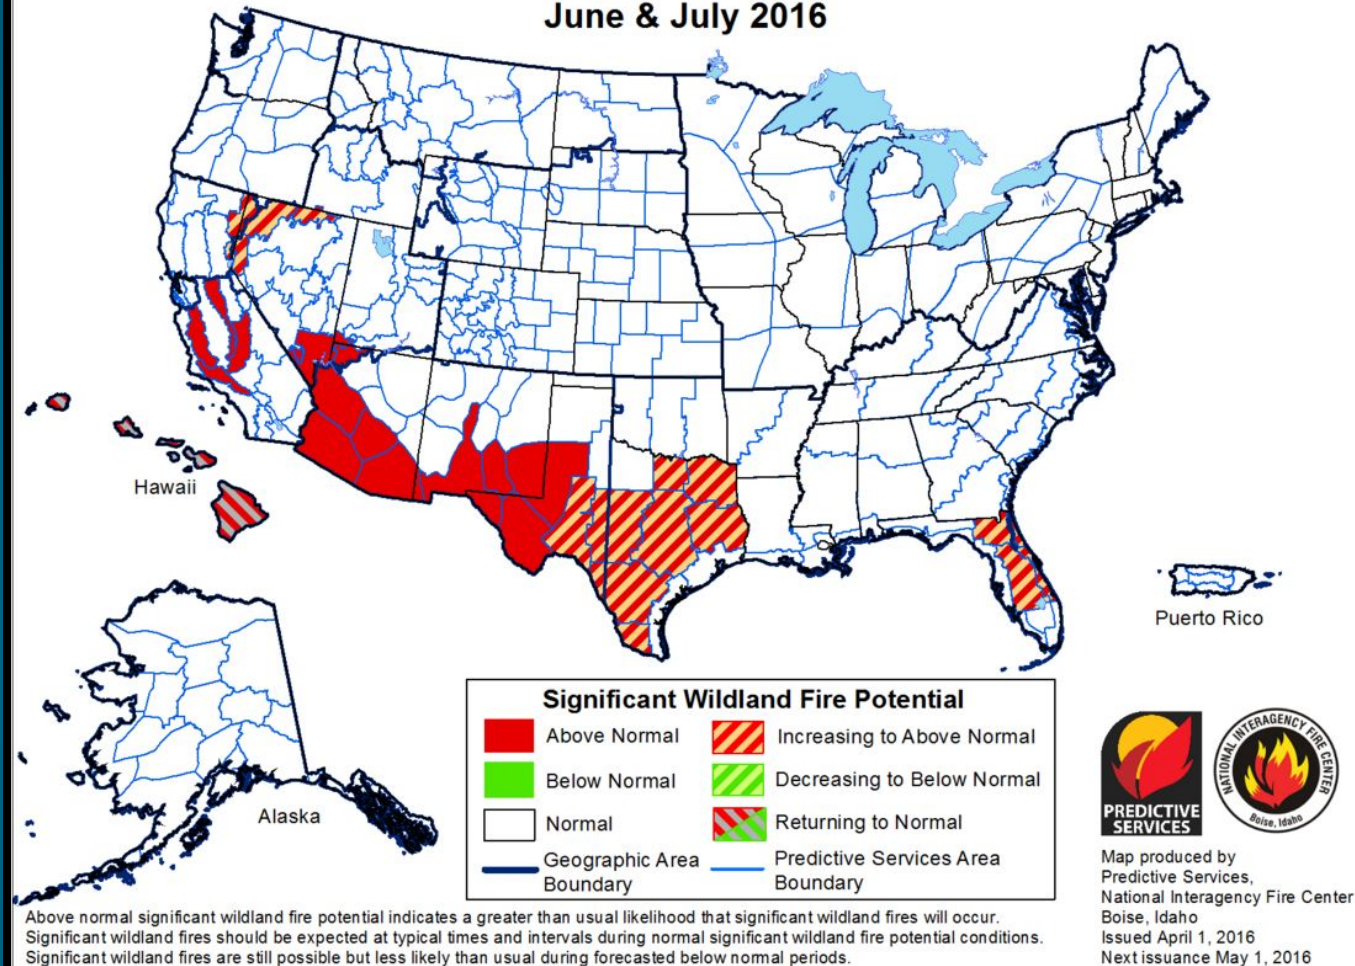 June & July 2016
Hawaii
Puerto Rico
Alaska
Significant Wildland Fire Potential
Above Normal
Increasing to Above Normal
Below Normal
Decreasing to Below Normal
Normal
Returning to Normal
Geographic Area
Boundary
Predictive Services Area
Boundary
PREDICTIVE
SERVICES
NATIONAL INTERAGENCY FIRE CENTER
Boise, Idaho
Map produced by
Predictive Services,
National Interagency Fire Center
Boise, Idaho
Issued April 1, 2016
Next issuance May 1, 2016
Above normal significant wildland fire potential indicates a greater than usual likelihood that significant wildland fires will occur.
Significant wildland fires should be expected at typical times and intervals during normal significant wildland fire potential conditions.
Significant wildland fires are still possible but less likely than usual during forecasted below normal periods.